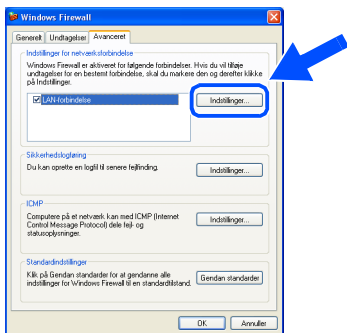 Windows Firewall
Generelt Undtagelser Avanceret
Indstillinger for netværksforbindelse
Windows Firewall er aktiveret for følgende forbindelser. Hvis du vil tilføje
undtagelser for en bestemt forbindelse, skal du markere den og derefter klikke
på Indstillinger.
LAN-forbindelse
Indstillinger...
Sikkerhedslogføring
Du kan oprette en logfil til senere fejlfinding.
Indstillinger...
ICMP
Computere på et netværk kan med ICMP (Internet
Control Message Protocol) dele fejl- og
statusoplysninger.
Indstillinger...
Standardindstillinger
Klik på Gendan standarder for at gendanne alle
indstillinger for Windows Firewall til en standardtilstand.
Gendan standarder
OK Annuller